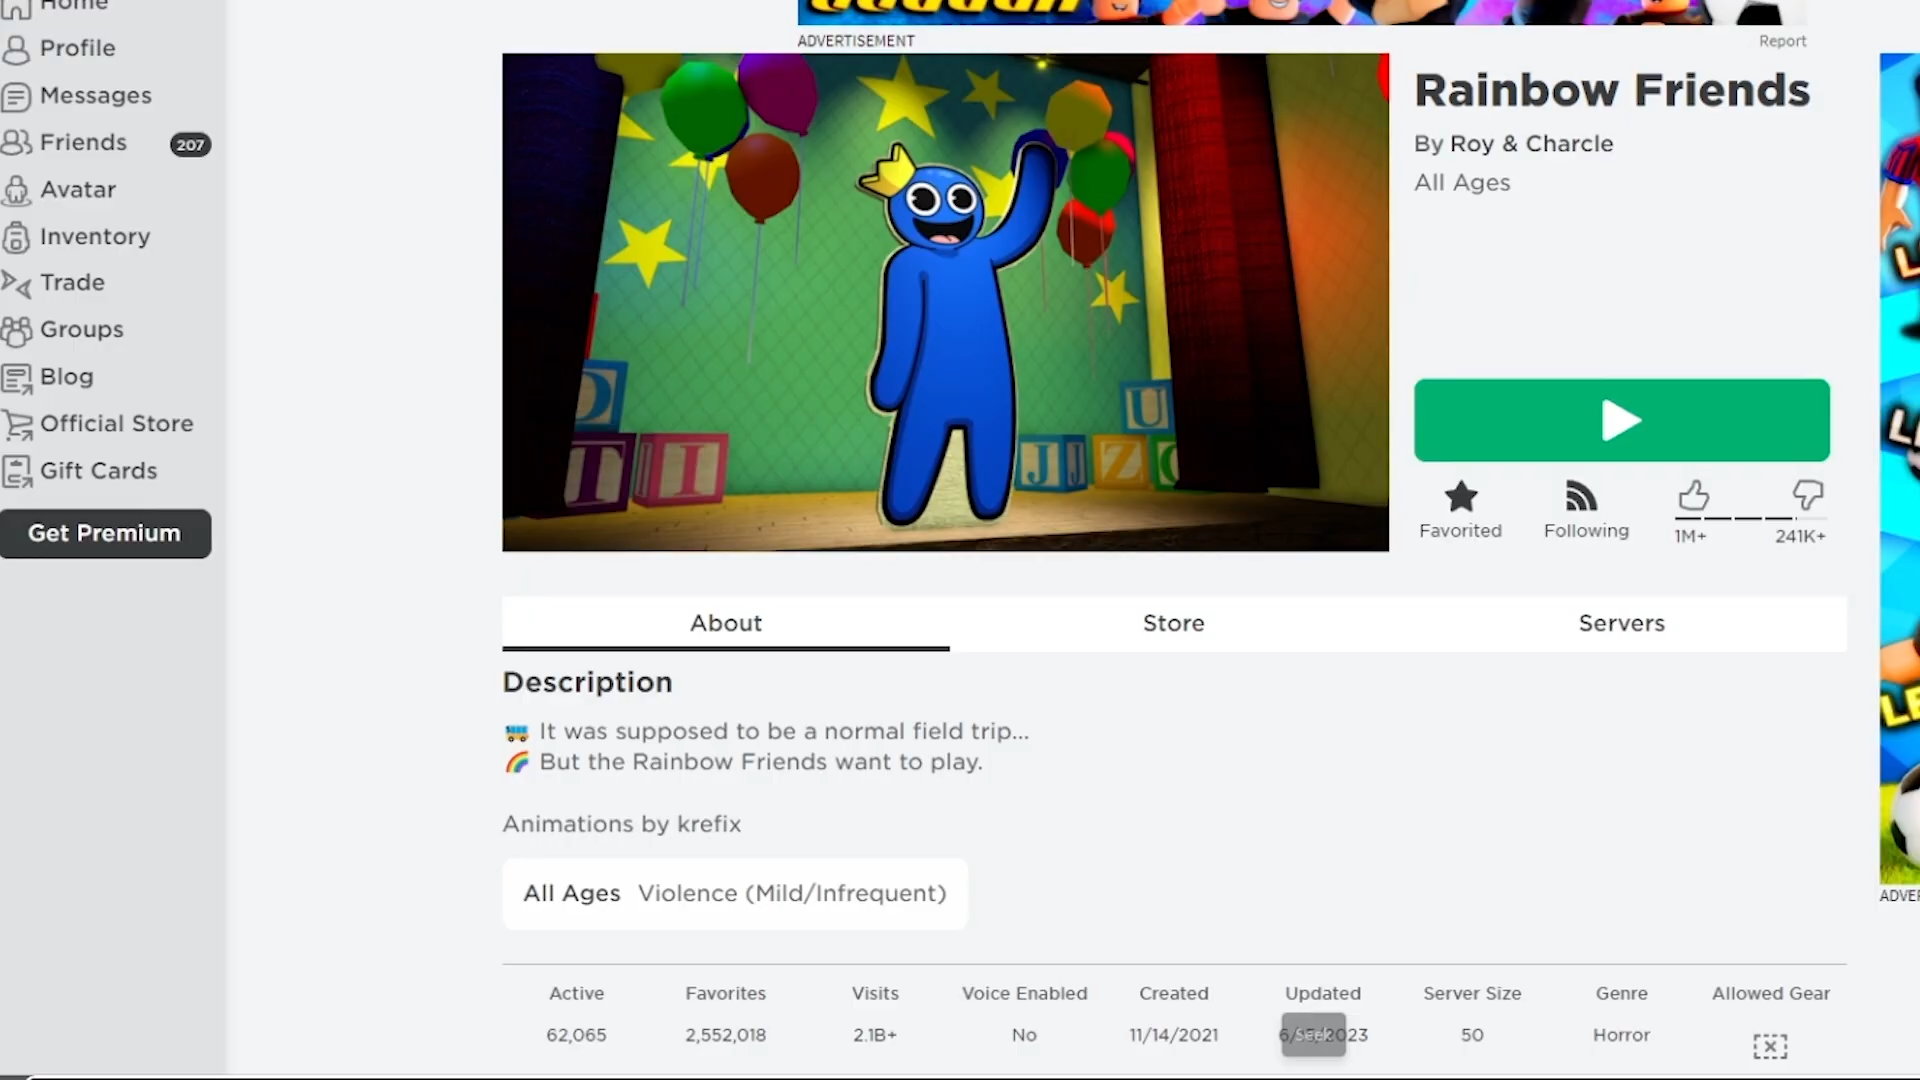 Home
Profile
Messages
Friends 207
Avatar
Inventory
Trade
Groups
Blog
Official Store
Gift Cards
Get Premium
ADVERTISEMENT
Report
T I U J J Z
Rainbow Friends
By Roy & Charcle
All Ages
Favorited
Following
1M+
241K+
About
Store
Servers
Description
It was supposed to be a normal field trip...
But the Rainbow Friends want to play.
Animations by krefix
All Ages Violence (Mild/Infrequent)
Active Favorites Visits Voice Enabled Created Updated Server Size Genre Allowed Gear
62,065 2,552,018 2.1B+ No 11/14/2021 Seek 50 Horror